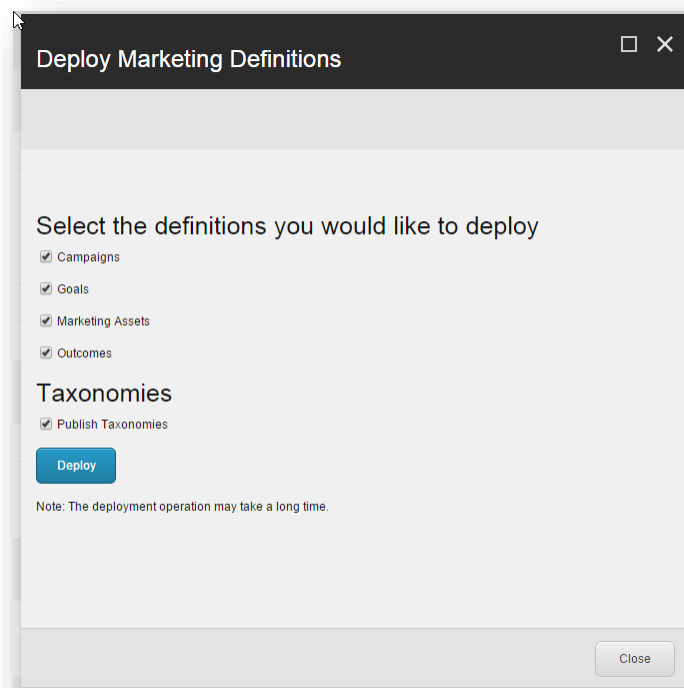 Deploy Marketing Definitions
Select the definitions you would like to deploy
Campaigns
Goals
Marketing Assets
Outcomes
Taxonomies
Publish Taxonomies
Deploy
Note: The deployment operation may take a long time.
Close